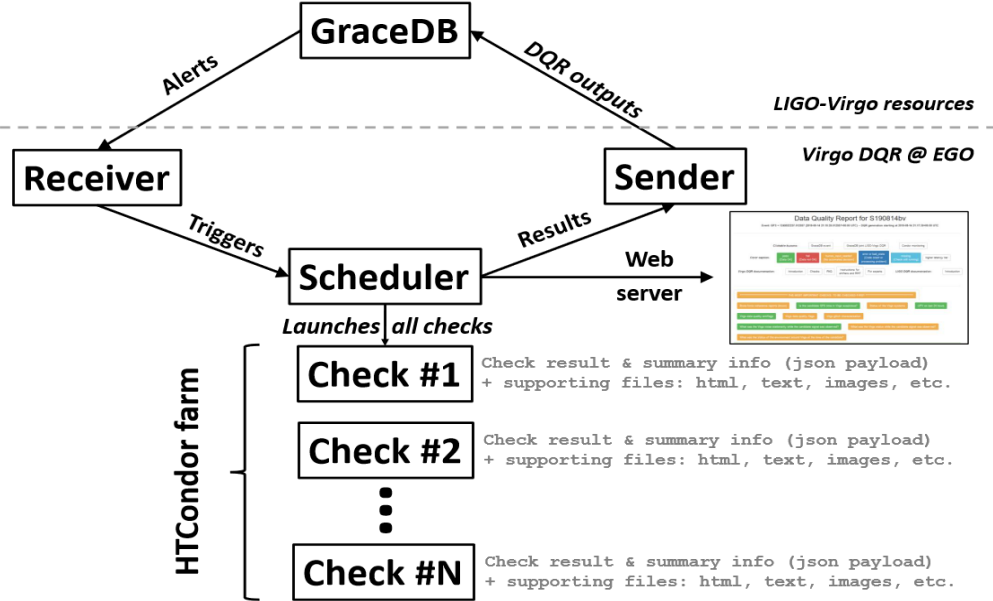 GraceDB
Alerts
DQR outputs
LIGO-Virgo resources
Virgo DQR @ EGO
Receiver
Sender
Triggers
Results
Data Quality Report for S190814bv
Scheduler
Web
server
Launches all checks
HTCondor farm
Check #1
Check result & summary info (json payload)
+ supporting files: html, text, images, etc.
Check #2
Check result & summary info (json payload)
+ supporting files: html, text, images, etc.
Check #N
Check result & summary info (json payload)
+ supporting files: html, text, images, etc.